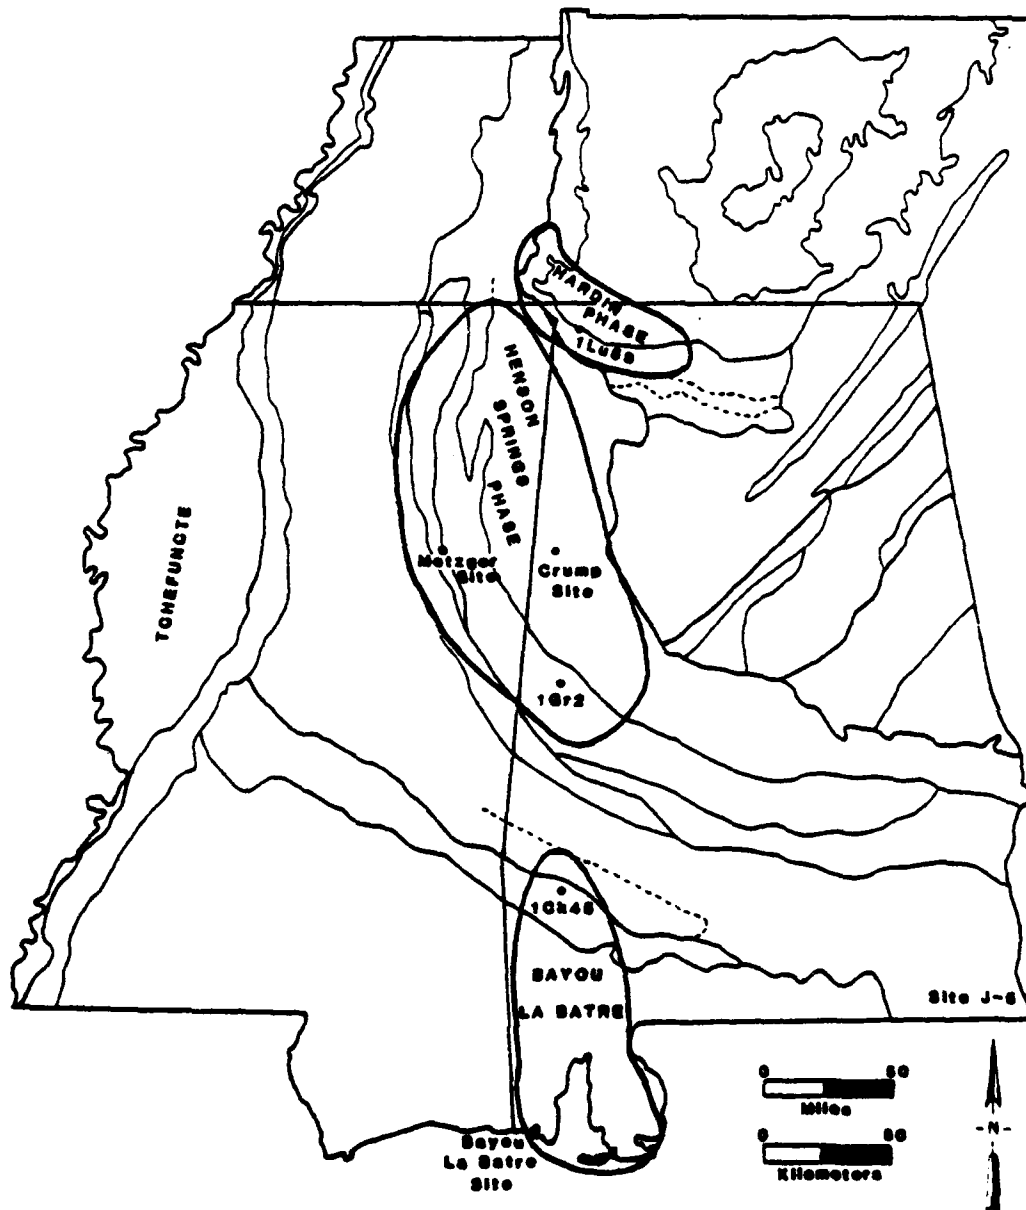 HARDIN
PHASE
1Lu59
HENSON
SPRINGS
PHASE
TCHEFUNCTE
Metzger
Site
Crump
Site
1Gr2
1Ck45
BAYOU
LA BATRE
Site J-5
0 50
Miles
0 50
Kilometers
-N-
Bayou
La Batre
Site